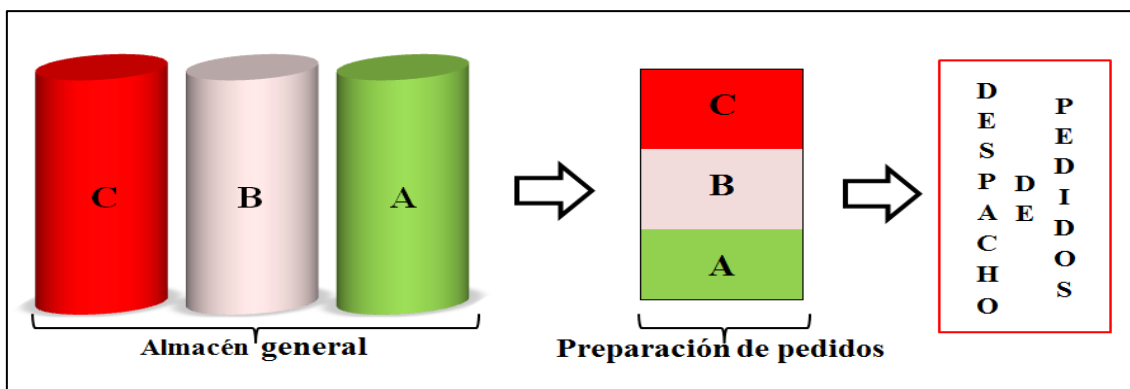 C
B
A
C
B
A
DESPACHO
DE
PEDIDOS
Almacén general
Preparación de pedidos